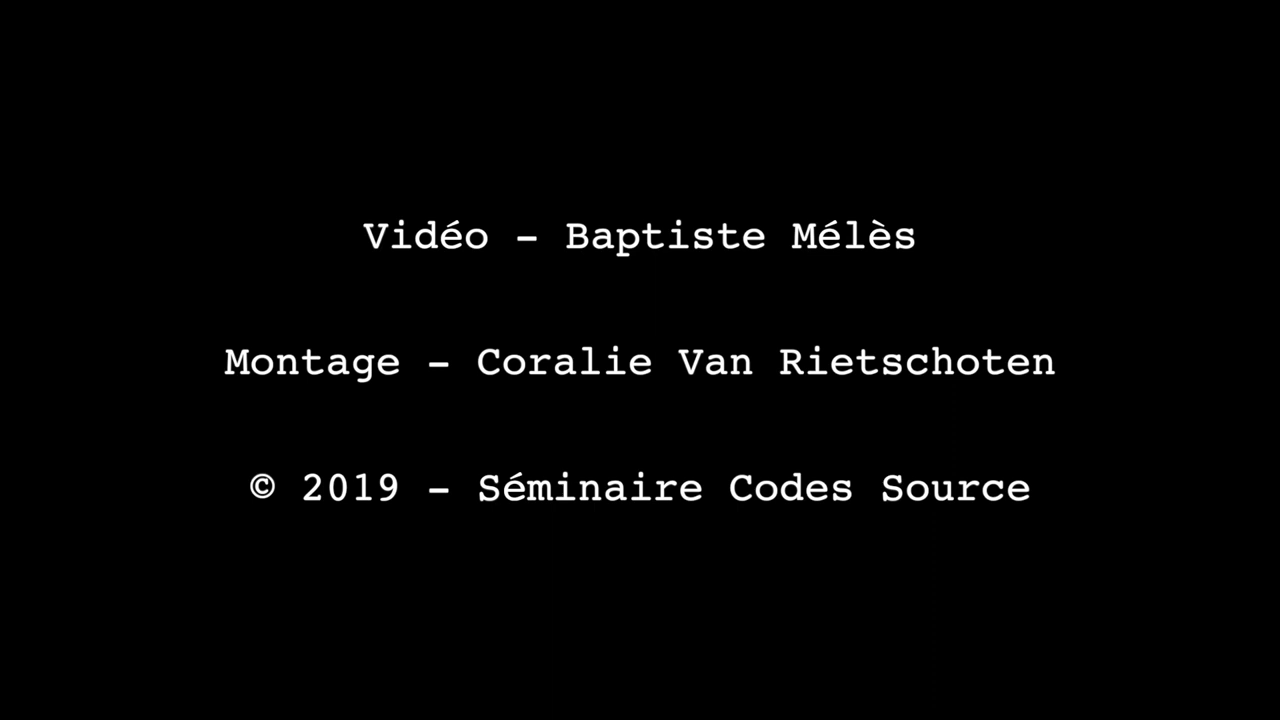 Vidéo – Baptiste Mélès
Montage – Coralie Van Rietschoten
© 2019 – Séminaire Codes Source